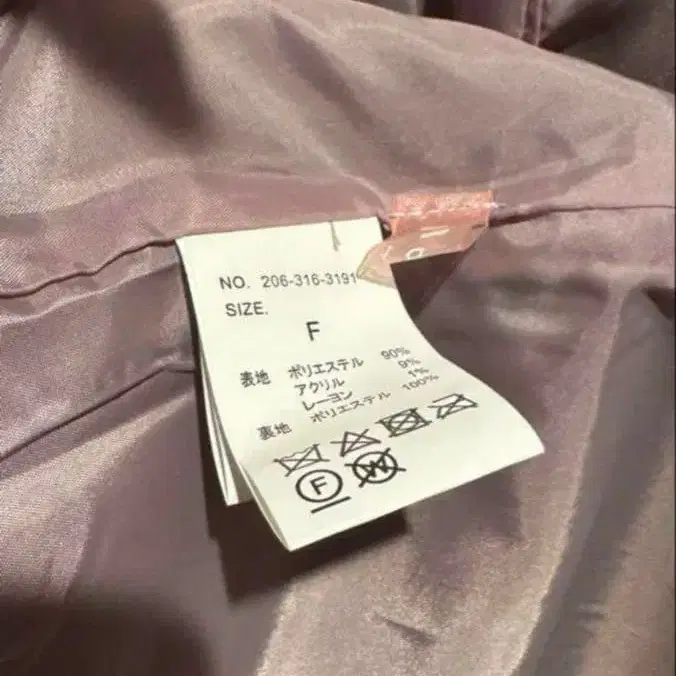 NO. 206-316-3191
SIZE.
F
表地 ポリエステル 90%
アクリル 9%
レーヨン 1%
裏地 ポリエステル 100%
F
W